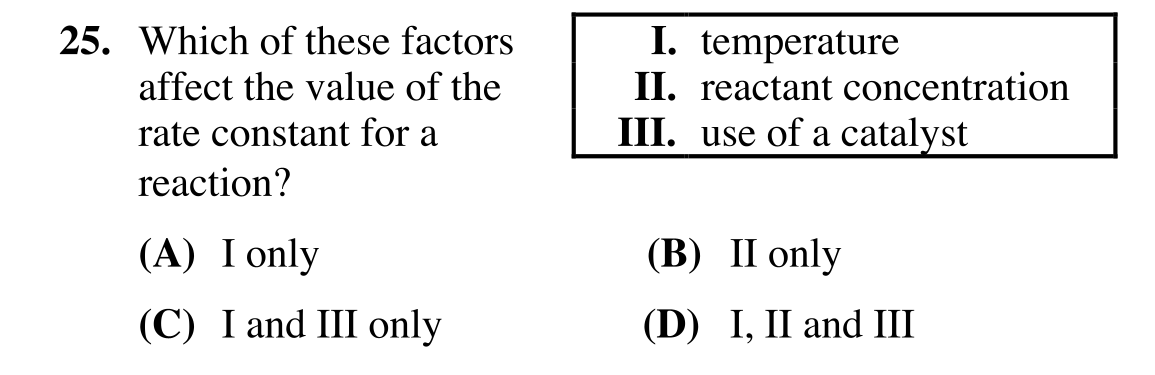 25. Which of these factors
affect the value of the
rate constant for a
reaction?
I. temperature
II. reactant concentration
III. use of a catalyst
(A) I only
(B) II only
(C) I and III only
(D) I, II and III